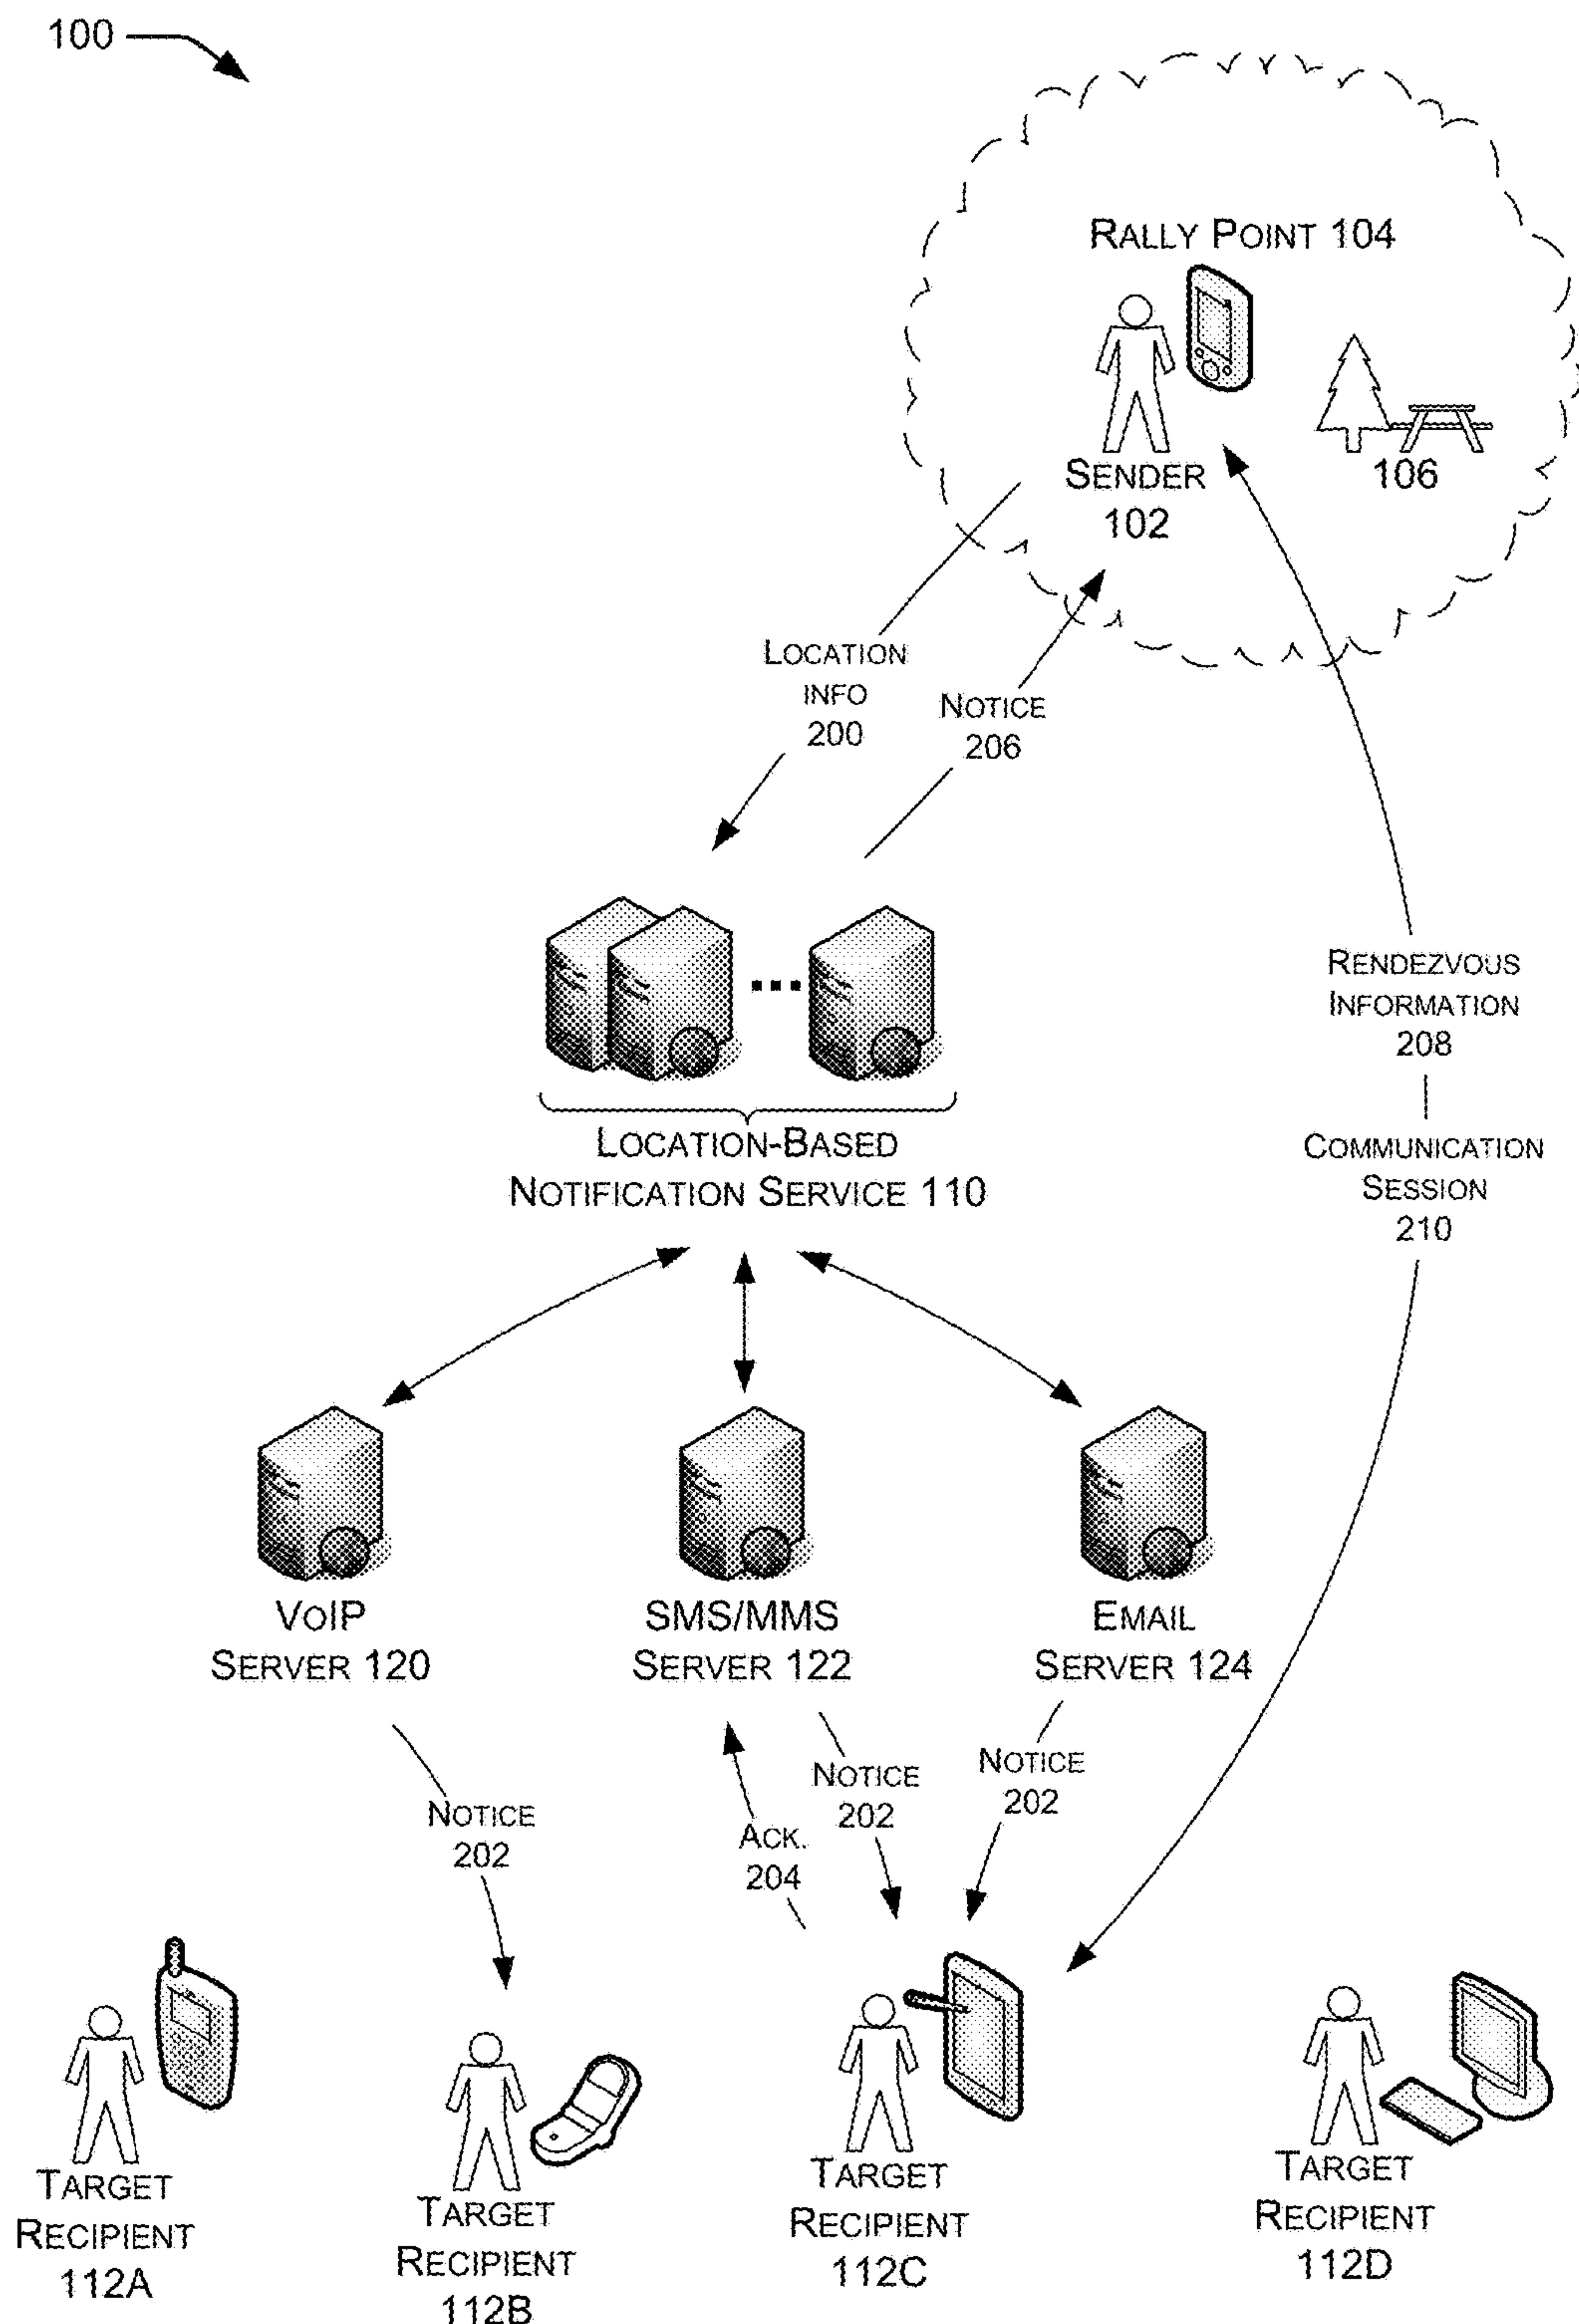 100
RALLY POINT 104
SENDER
102
106
LOCATION
INFO
200
NOTICE
206
RENDEZVOUS
INFORMATION
208
COMMUNICATION
SESSION
210
LOCATION-BASED
NOTIFICATION SERVICE 110
VOIP
SERVER 120
SMS/MMS
SERVER 122
EMAIL
SERVER 124
NOTICE
202
ACK.
204
NOTICE
202
NOTICE
202
TARGET
RECIPIENT
112A
TARGET
RECIPIENT
112B
TARGET
RECIPIENT
112C
TARGET
RECIPIENT
112D